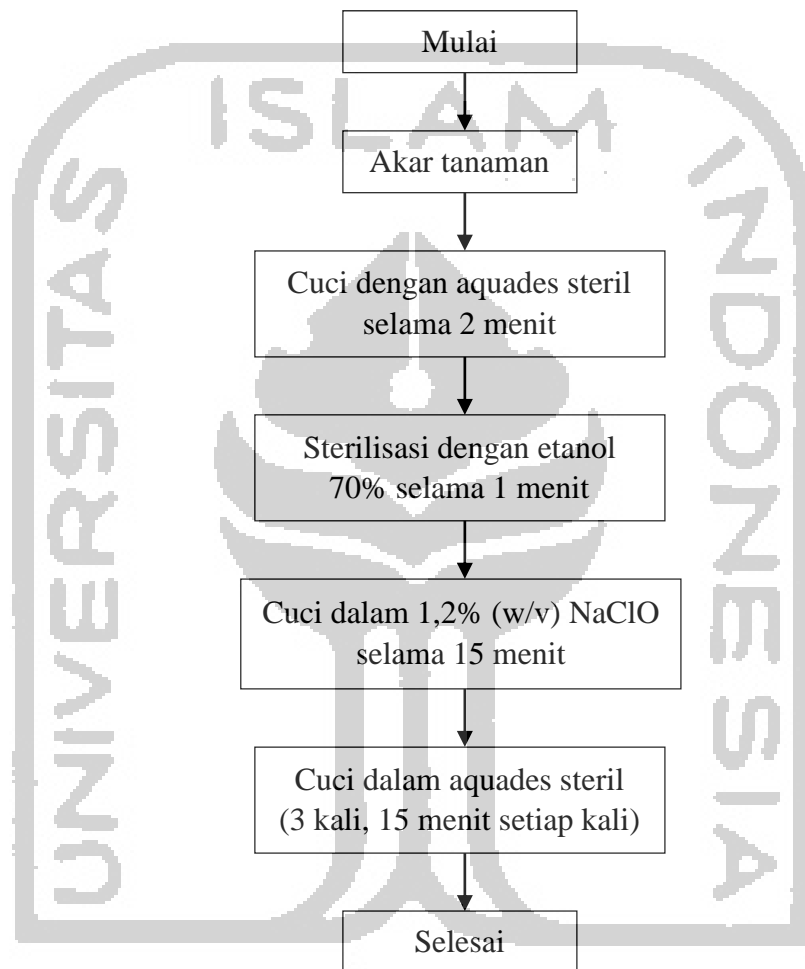 Mulai
ISLAM
UNIVERSITAS
INDONESIA
Akar tanaman
Cuci dengan aquades steril
selama 2 menit
Sterilisasi dengan etanol
70% selama 1 menit
Cuci dalam 1,2% (w/v) NaClO
selama 15 menit
Cuci dalam aquades steril
(3 kali, 15 menit setiap kali)
Selesai